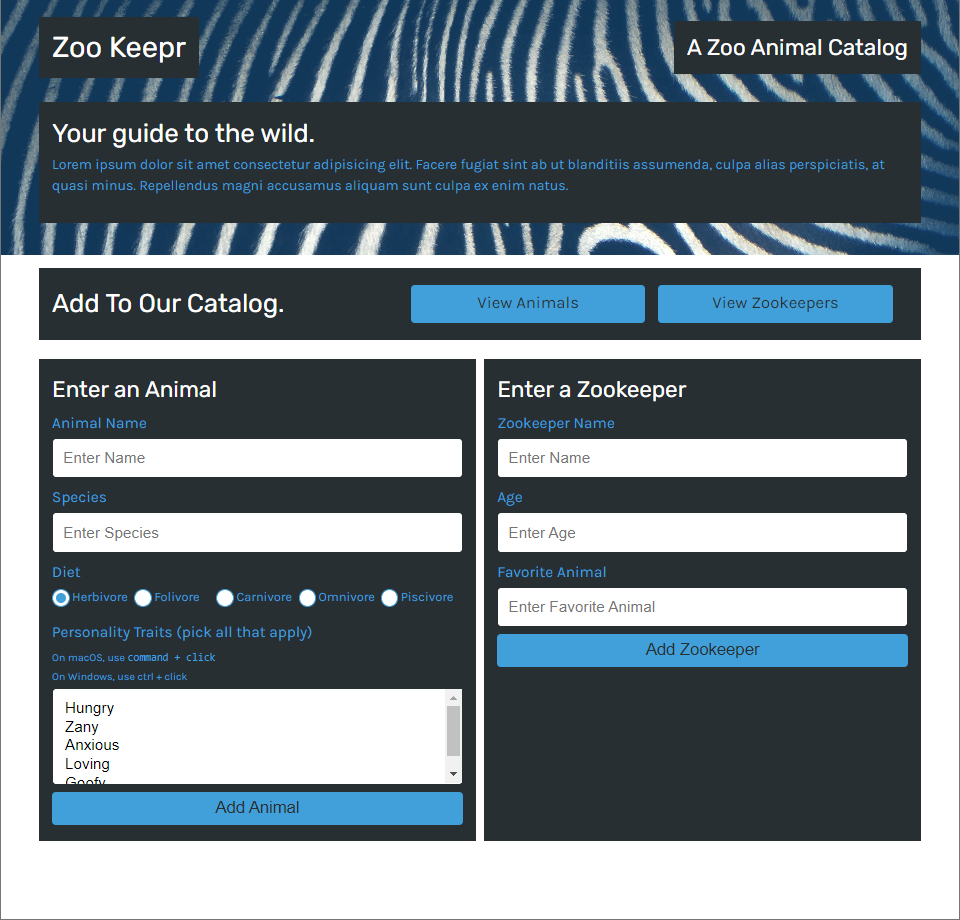 Zoo Keepr
A Zoo Animal Catalog
Your guide to the wild.
Lorem ipsum dolor sit amet consectetur adipisicing elit. Facere fugiat sint ab ut blanditiis assumenda, culpa alias perspiciatis, at
quasi minus. Repellendus magni accusamus aliquam sunt culpa ex enim natus.
Add To Our Catalog.
View Animals
View Zookeepers
Enter an Animal
Animal Name
Enter Name
Species
Enter Species
Diet
Herbivore Folivore Carnivore Omnivore Piscivore
Personality Traits (pick all that apply)
On macOS, use command + click
On Windows, use ctrl + click
Hungry
Zany
Anxious
Loving
Goofy
Add Animal
Enter a Zookeeper
Zookeeper Name
Enter Name
Age
Enter Age
Favorite Animal
Enter Favorite Animal
Add Zookeeper